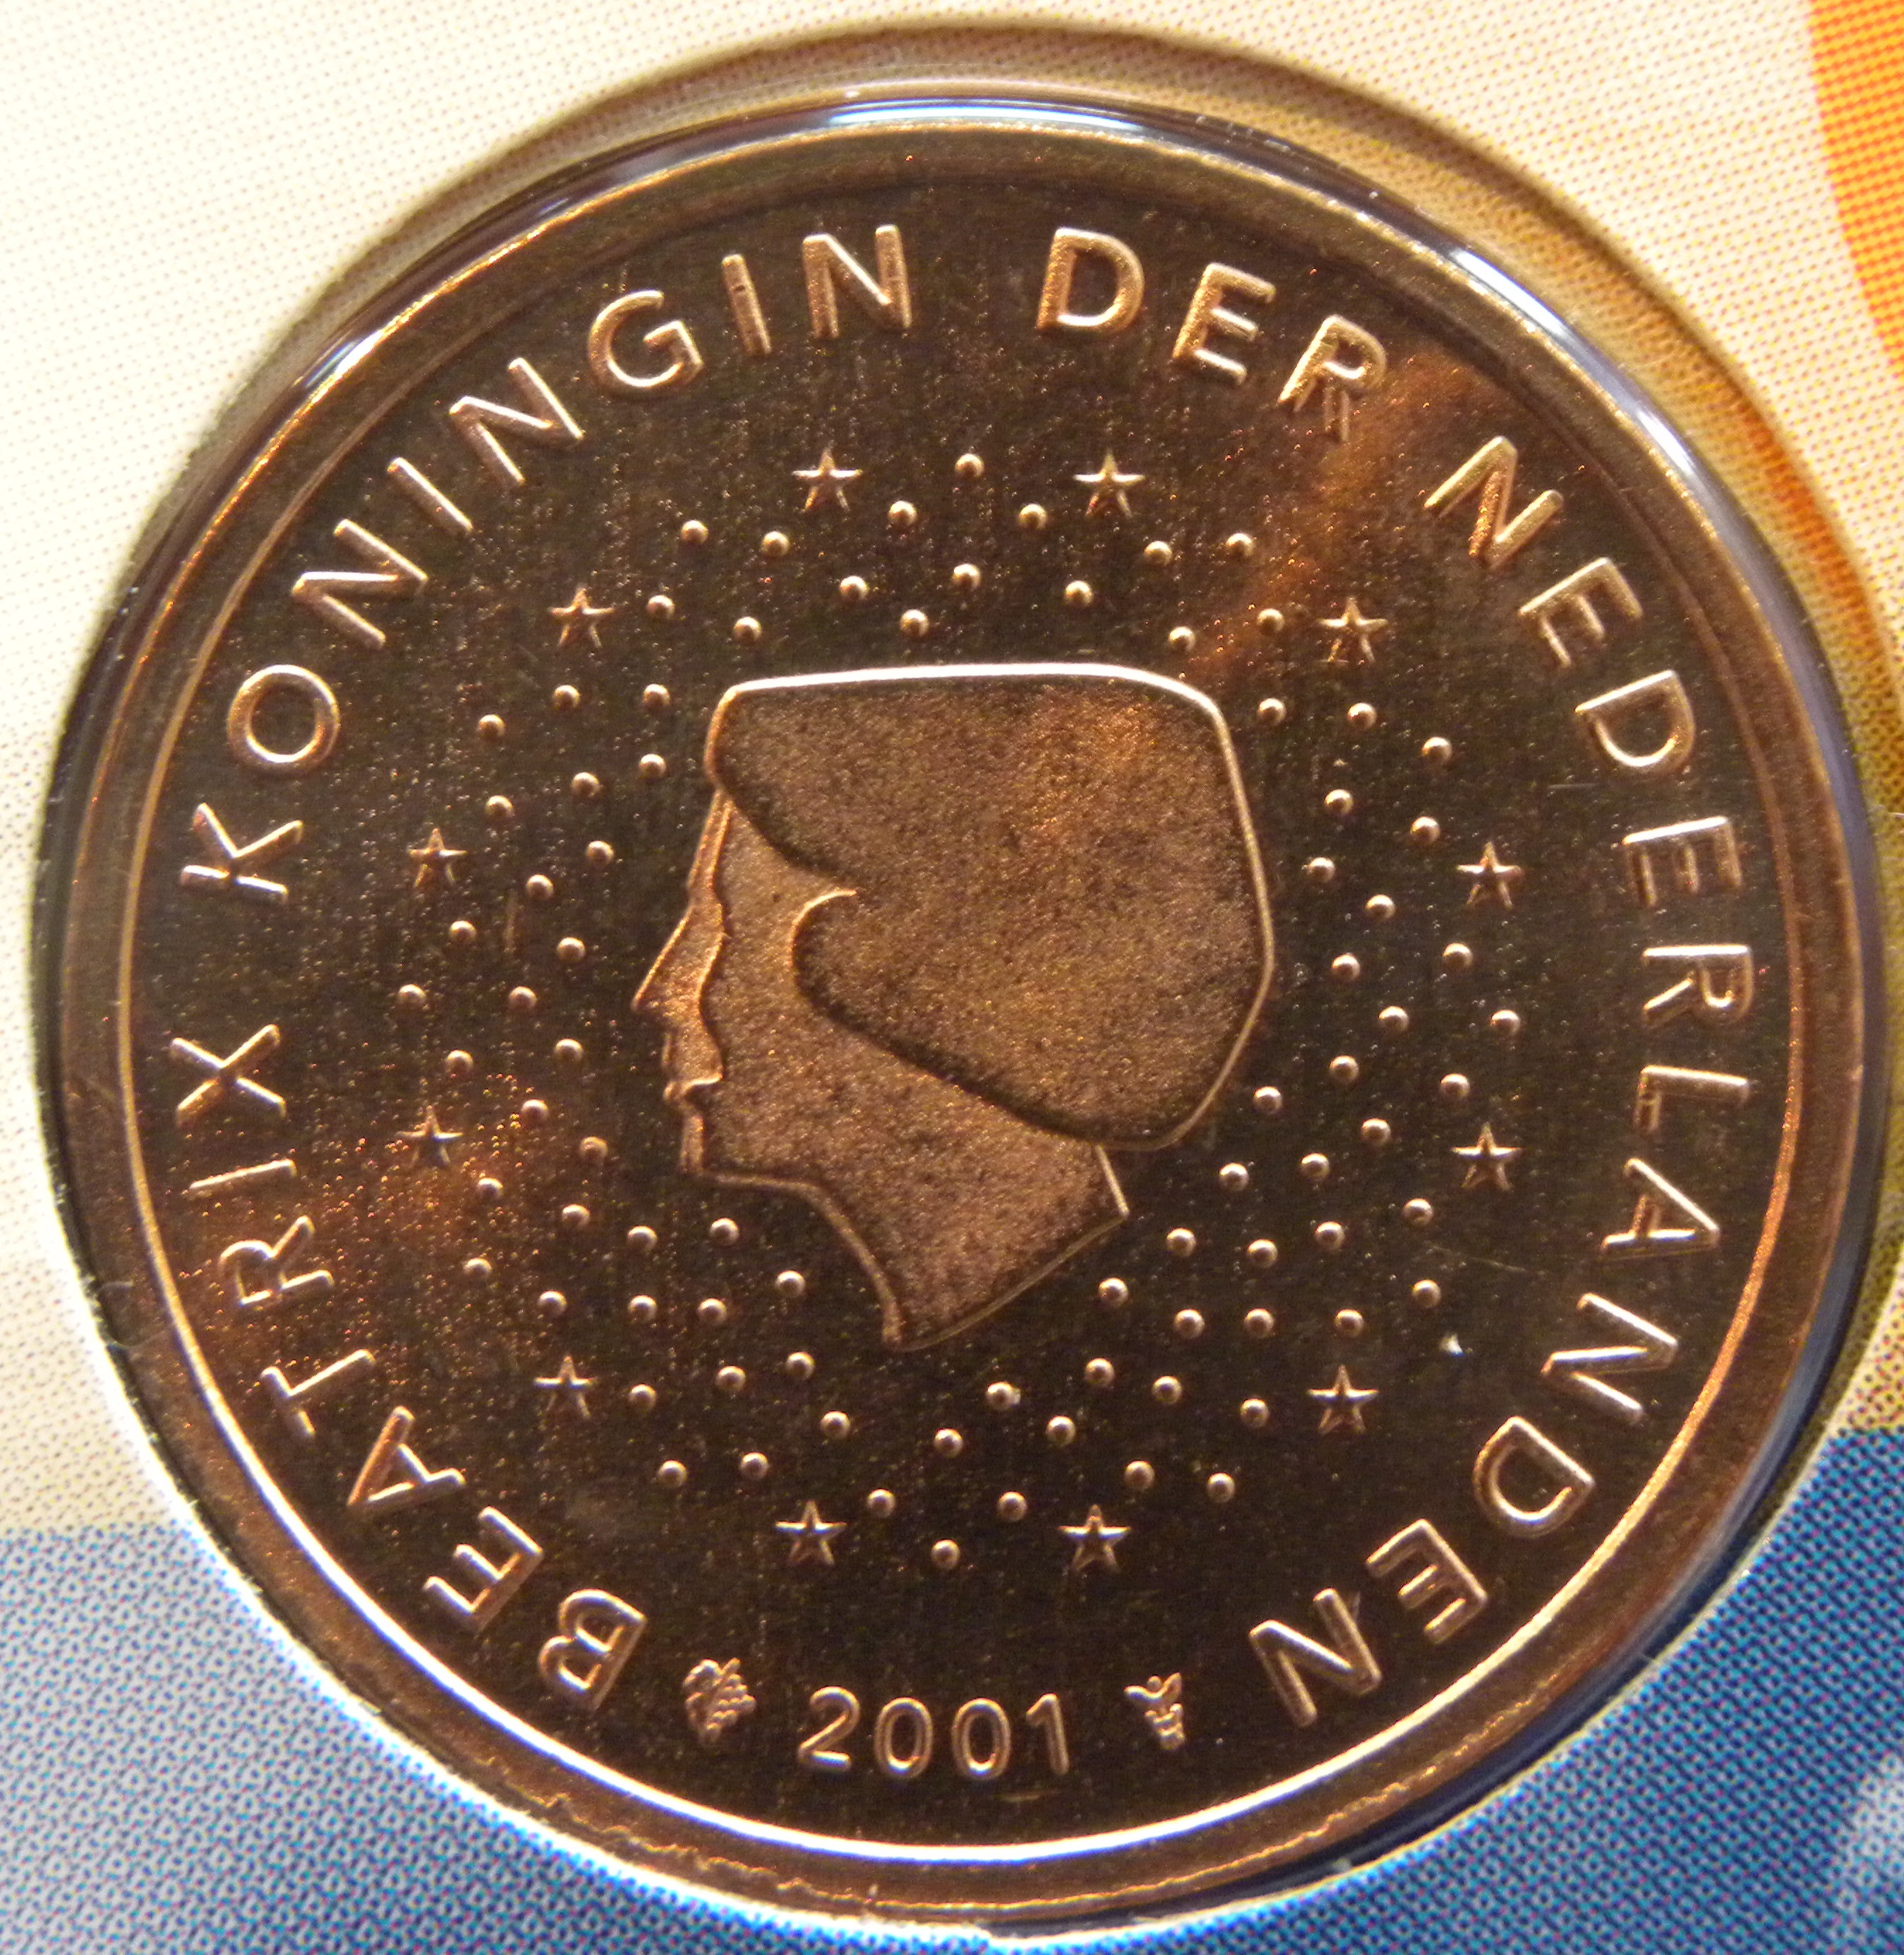 BEATRIX KONINGIN DER NEDERLANDEN
2001